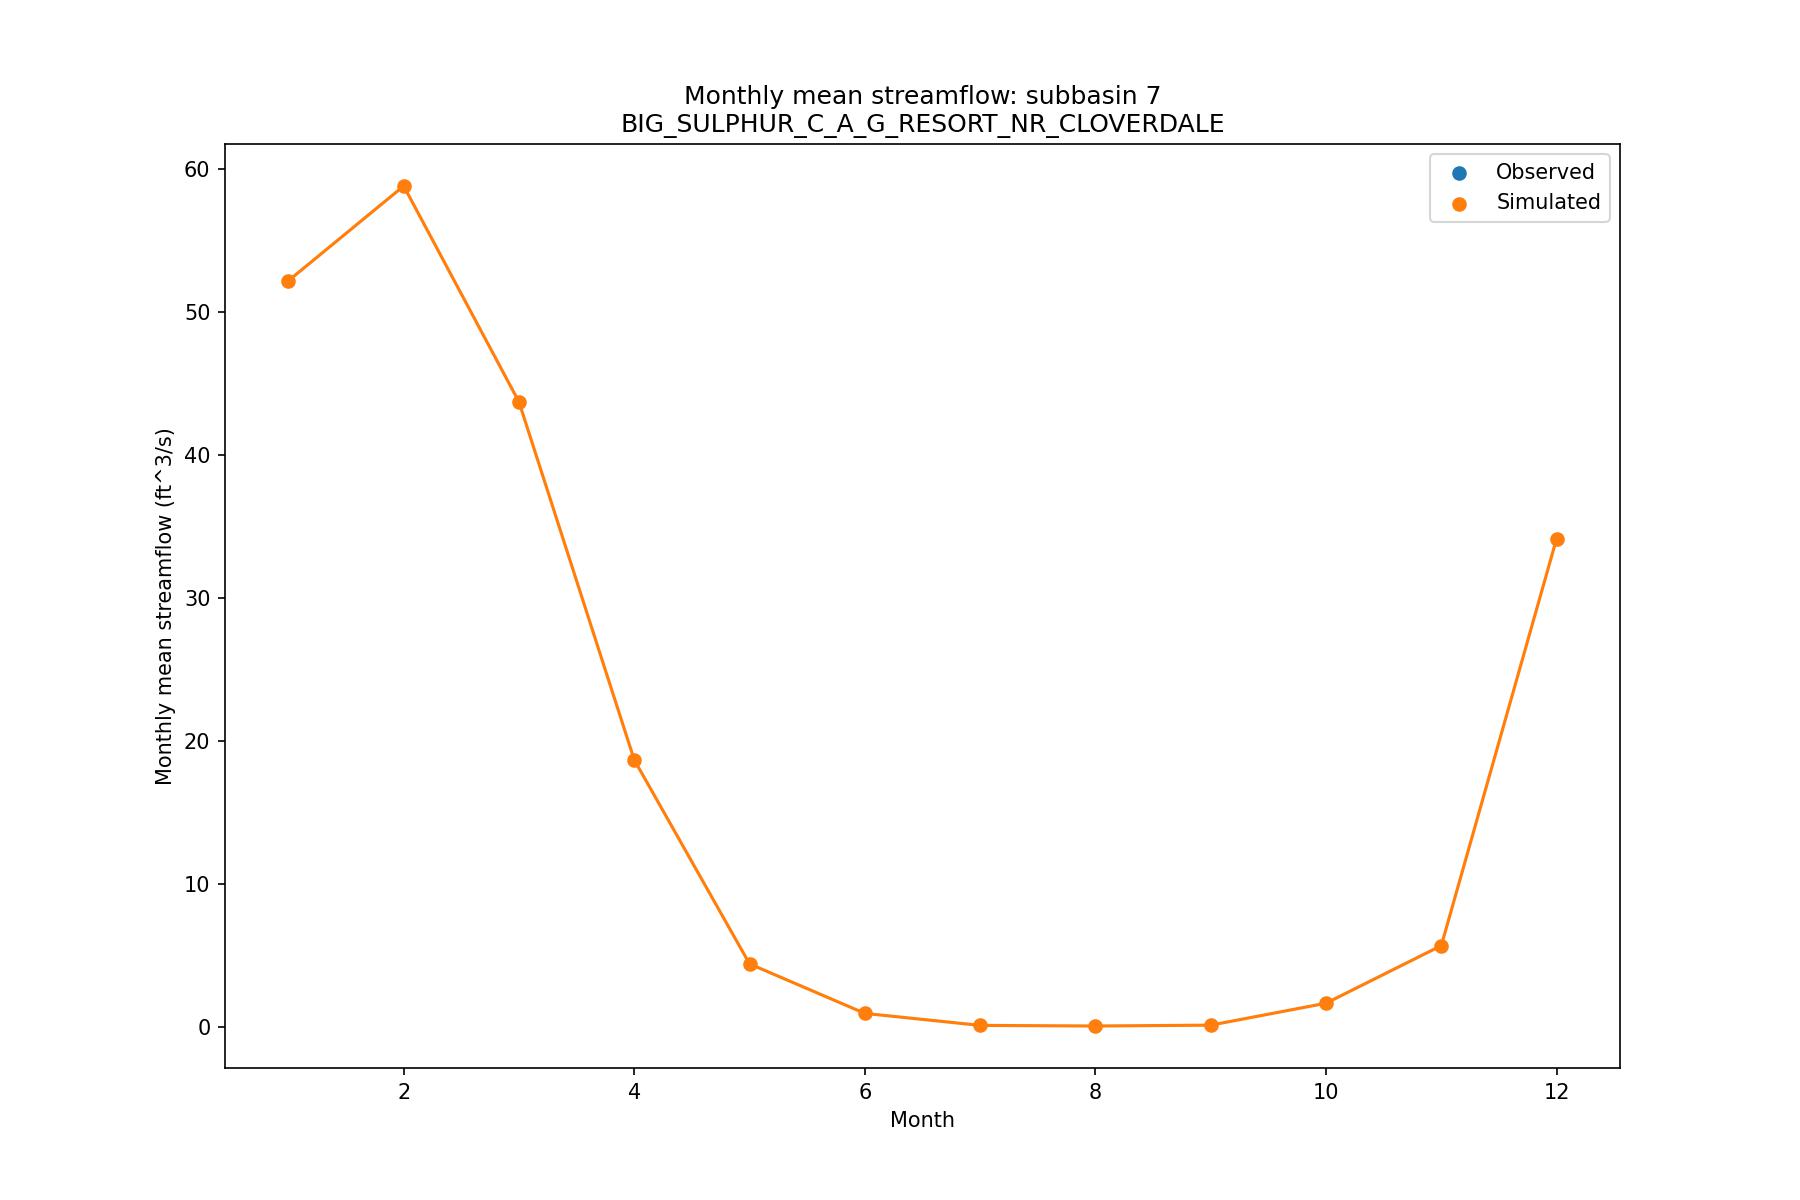 Monthly mean streamflow: subbasin 7
BIG_SULPHUR_C_A_G_RESORT_NR_CLOVERDALE
Observed
Simulated
60
50
40
30
20
10
0
Monthly mean streamflow (ft^3/s)
2 4 6 8 10 12
Month